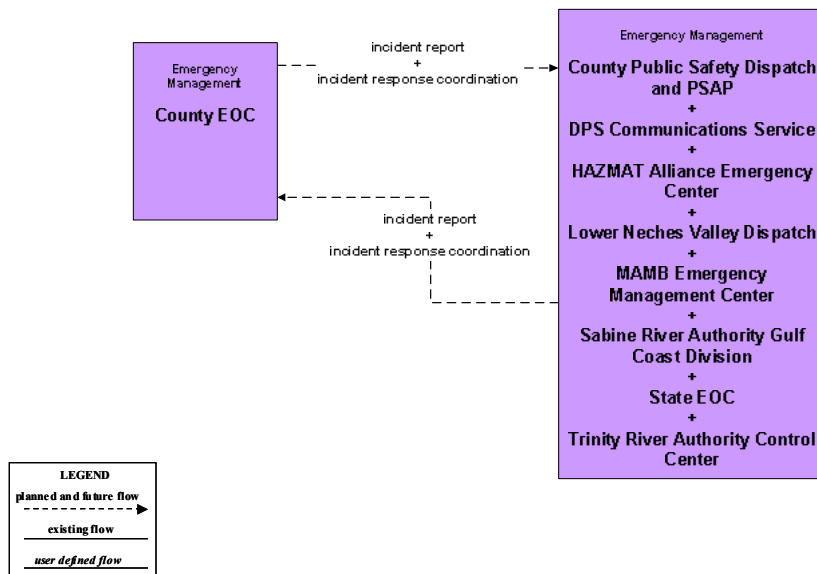 Emergency
Management
County EOC
incident report
+
incident response coordination
incident report
+
incident response coordination
Emergency Management
County Public Safety Dispatch
and PSAP
+
DPS Communications Service
+
HAZMAT Alliance Emergency
Center
+
Lower Neches Valley Dispatch
+
MAMB Emergency
Management Center
+
Sabine River Authority Gulf
Coast Division
+
State EOC
+
Trinity River Authority Control
Center
LEGEND
planned and future flow
existing flow
user defined flow